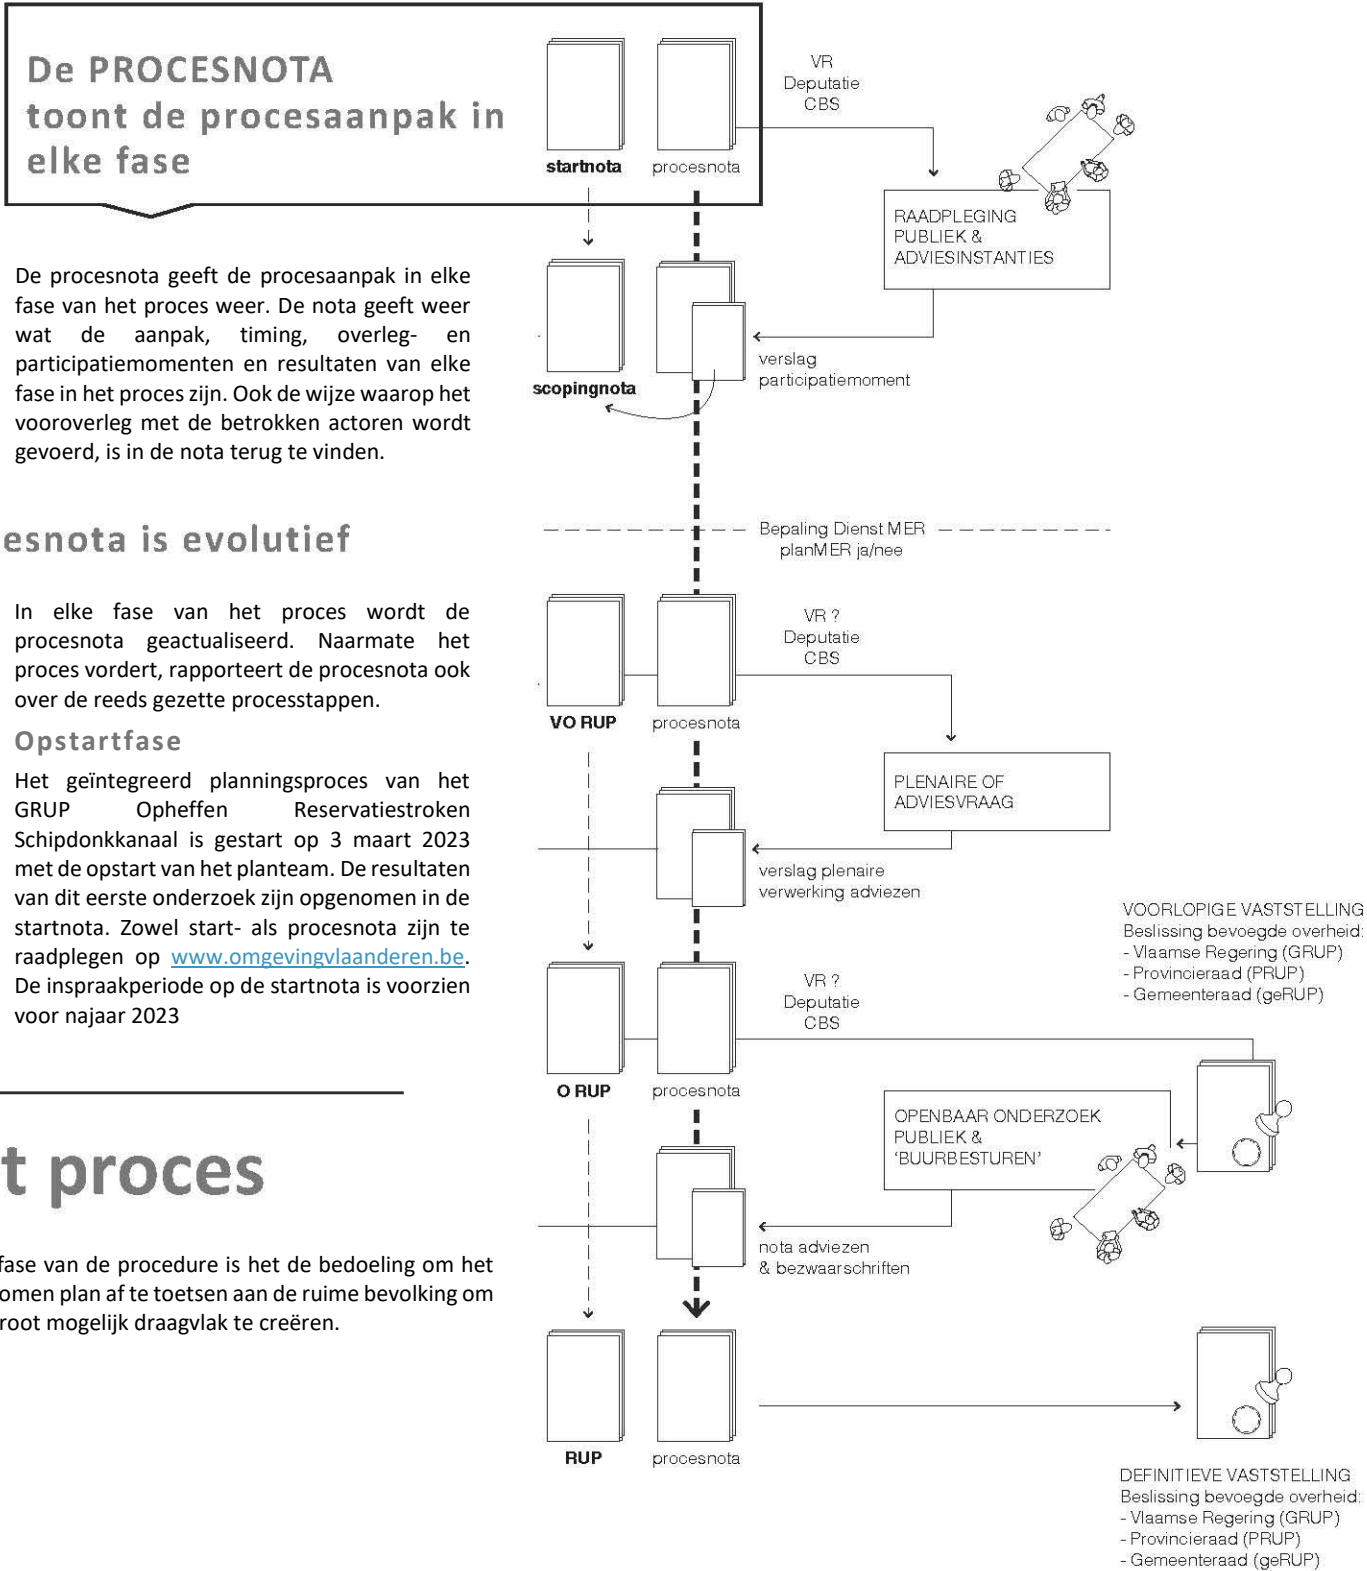 De PROCESNOTA
toont de procesaanpak in
elke fase
De procesnota geeft de procesaanpak in elke
fase van het proces weer. De nota geeft weer
wat de aanpak, timing, overleg- en
participatiemomenten en resultaten van elke
fase in het proces zijn. Ook de wijze waarop het
vooroverleg met de betrokken actoren wordt
gevoerd, is in de nota terug te vinden.
esnota is evolutief
In elke fase van het proces wordt de
procesnota geactualiseerd. Naarmate het
proces vordert, rapporteert de procesnota ook
over de reeds gezette processtappen.
Opstartfase
Het geïntegreerd planningsproces van het
GRUP Opheffen Reservatiestroken
Schipdonkkanaal is gestart op 3 maart 2023
met de opstart van het planteam. De resultaten
van dit eerste onderzoek zijn opgenomen in de
startnota. Zowel start- als procesnota zijn te
raadplegen op www.omgevingvlaanderen.be.
De inspraakperiode op de startnota is voorzien
voor najaar 2023
t proces
fase van de procedure is het de bedoeling om het
omen plan af te toetsen aan de ruime bevolking om
root mogelijk draagvlak te creëren.
startnota
procesnota
VR
Deputatie
CBS
RAADPLEGING
PUBLIEK &
ADVIESINSTANTIES
verslag
participatiemoment
scopingnota
Bepaling Dienst MER
planMER ja/nee
VR ?
Deputatie
CBS
VO RUP
procesnota
PLENAIRE OF
ADVIESVRAAG
verslag plenaire
verwerking adviezen
VOORLOPIGE VASTSTELLING
Beslissing bevoegde overheid:
- Vlaamse Regering (GRUP)
- Provincieraad (PRUP)
- Gemeenteraad (geRUP)
VR ?
Deputatie
CBS
O RUP
procesnota
OPENBAAR ONDERZOEK
PUBLIEK &
'BUURBESTUREN'
nota adviezen
& bezwaarschriften
RUP
procesnota
DEFINITIEVE VASTSTELLING
Beslissing bevoegde overheid:
- Vlaamse Regering (GRUP)
- Provincieraad (PRUP)
- Gemeenteraad (geRUP)